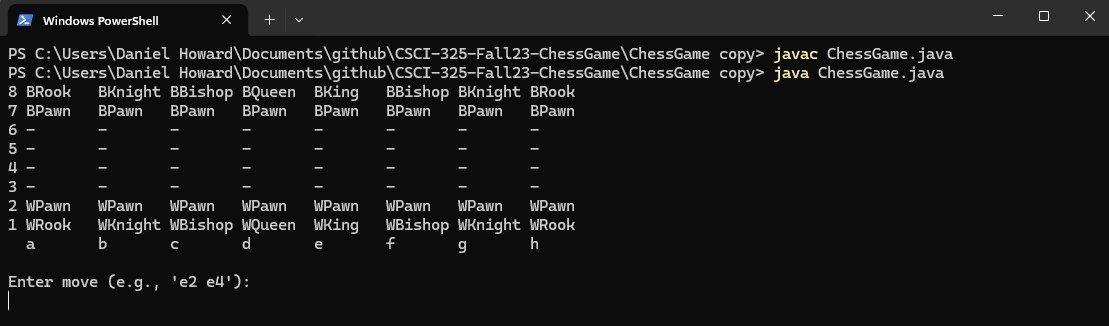 Windows PowerShell
PS C:\Users\Daniel Howard\Documents\github\CSCI-325-Fall23-ChessGame\ChessGame copy> javac ChessGame.java
PS C:\Users\Daniel Howard\Documents\github\CSCI-325-Fall23-ChessGame\ChessGame copy> java ChessGame.java
8 BRook   BKnight BBishop BQueen  BKing   BBishop BKnight BRook
7 BPawn   BPawn   BPawn   BPawn   BPawn   BPawn   BPawn   BPawn
6 -       -       -       -       -       -       -       -
5 -       -       -       -       -       -       -       -
4 -       -       -       -       -       -       -       -
3 -       -       -       -       -       -       -       -
2 WPawn   WPawn   WPawn   WPawn   WPawn   WPawn   WPawn   WPawn
1 WRook   WKnight WBishop WQueen  WKing   WBishop WKnight WRook
  a       b       c       d       e       f       g       h
Enter move (e.g., 'e2 e4'):